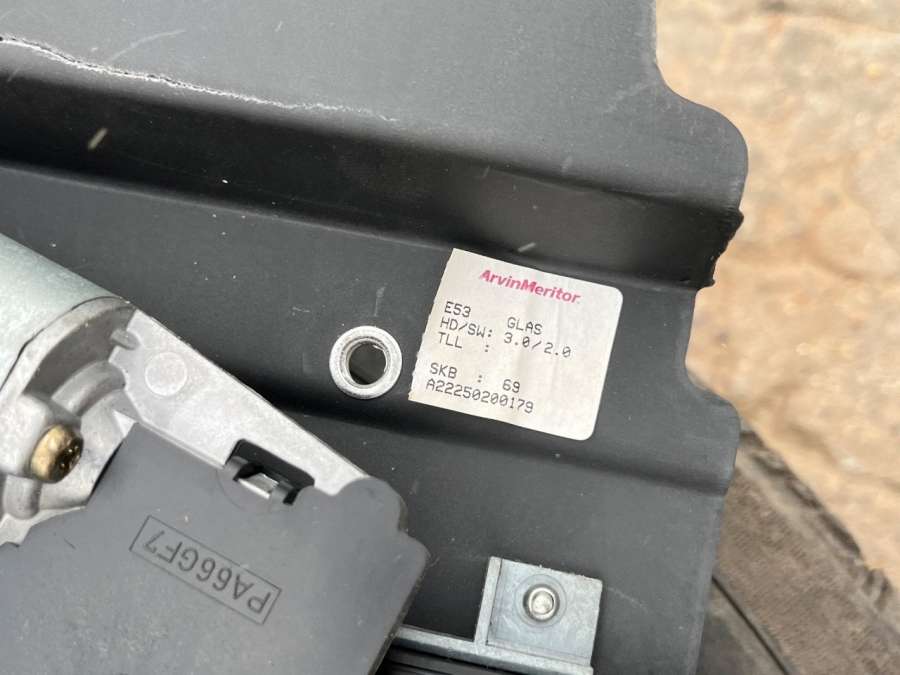 ArvinMeritor
E53 GLAS
HD/SW: 3.0/2.0
TLL :
SKB : 69
A22250200179
PA66GF7